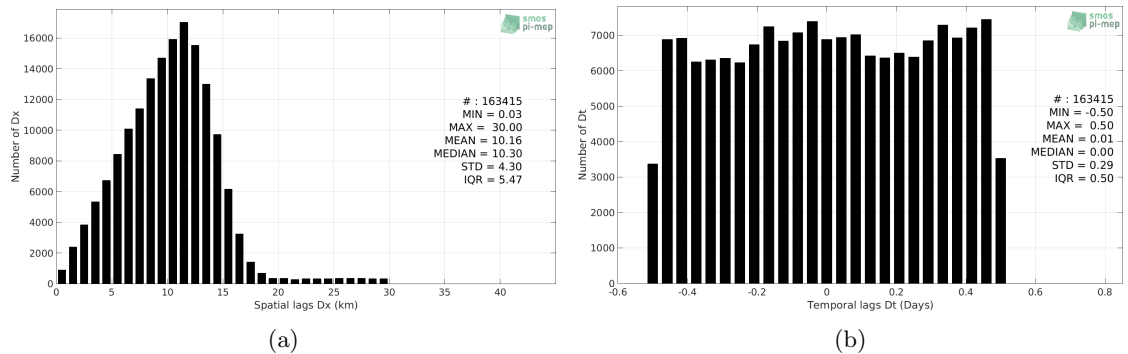 smos
pi-mep
16000
14000
12000
10000
8000
6000
4000
2000
0
Number of Dx
# : 163415
MIN = 0.03
MAX = 30.00
MEAN = 10.16
MEDIAN = 10.30
STD = 4.30
IQR = 5.47
0 5 10 15 20 25 30 35 40
Spatial lags Dx (km)
(a)
smos
pi-mep
7000
6000
5000
4000
3000
2000
1000
0
Number of Dt
# : 163415
MIN = -0.50
MAX = 0.50
MEAN = 0.01
MEDIAN = 0.00
STD = 0.29
IQR = 0.50
-0.6 -0.4 -0.2 0 0.2 0.4 0.6 0.8
Temporal lags Dt (Days)
(b)